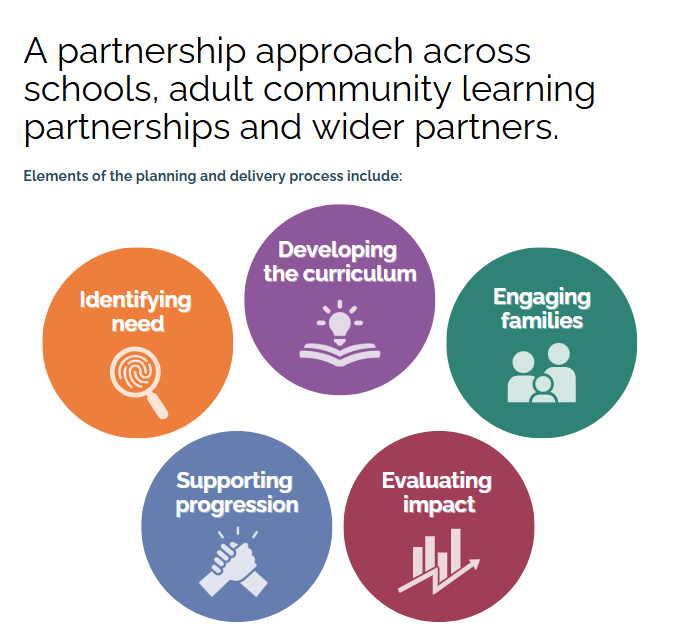 A partnership approach across
schools, adult community learning
partnerships and wider partners.
Elements of the planning and delivery process include:
Identifying
need
Developing
the curriculum
Engaging
families
Supporting
progression
Evaluating
impact